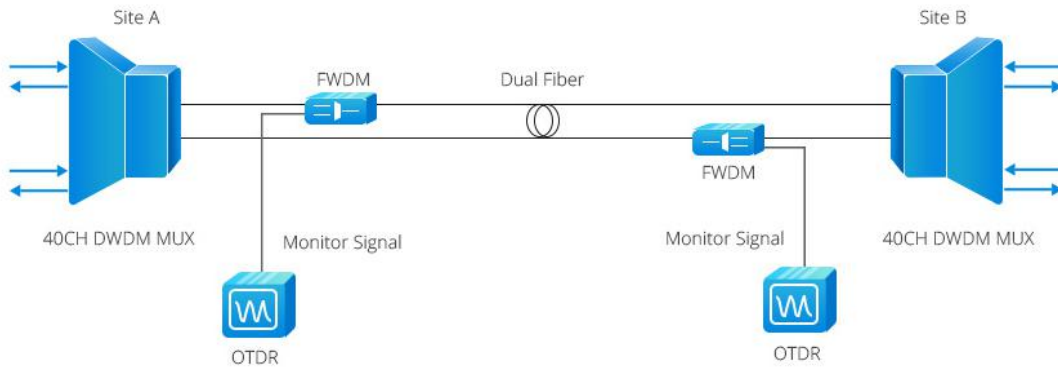 Site A
Site B
FWDM
Dual Fiber
FWDM
40CH DWDM MUX
Monitor Signal
Monitor Signal
40CH DWDM MUX
OTDR
OTDR